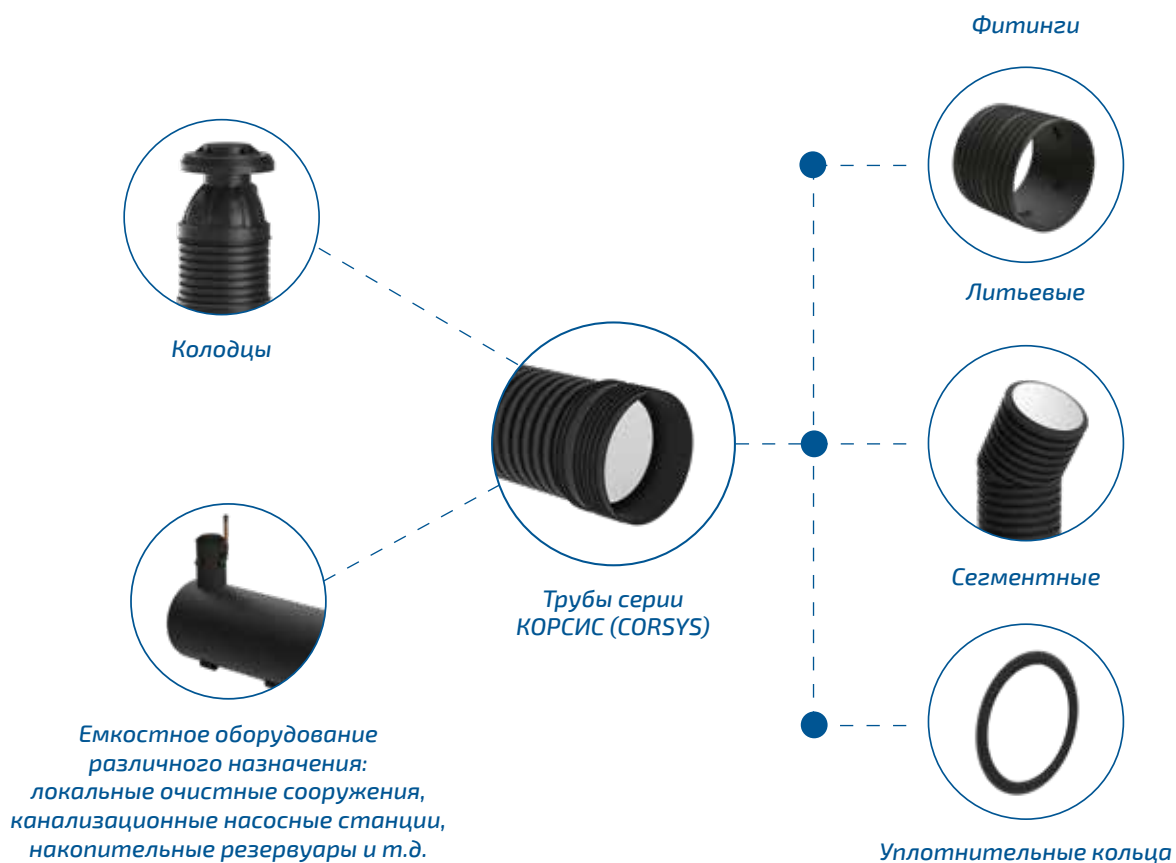 Фитинги
Колодцы
Литьевые
Трубы серии
КОРСИС (CORSYS)
Сегментные
Емкостное оборудование
различного назначения:
локальные очистные сооружения,
канализационные насосные станции,
накопительные резервуары и т.д.
Уплотнительные кольца